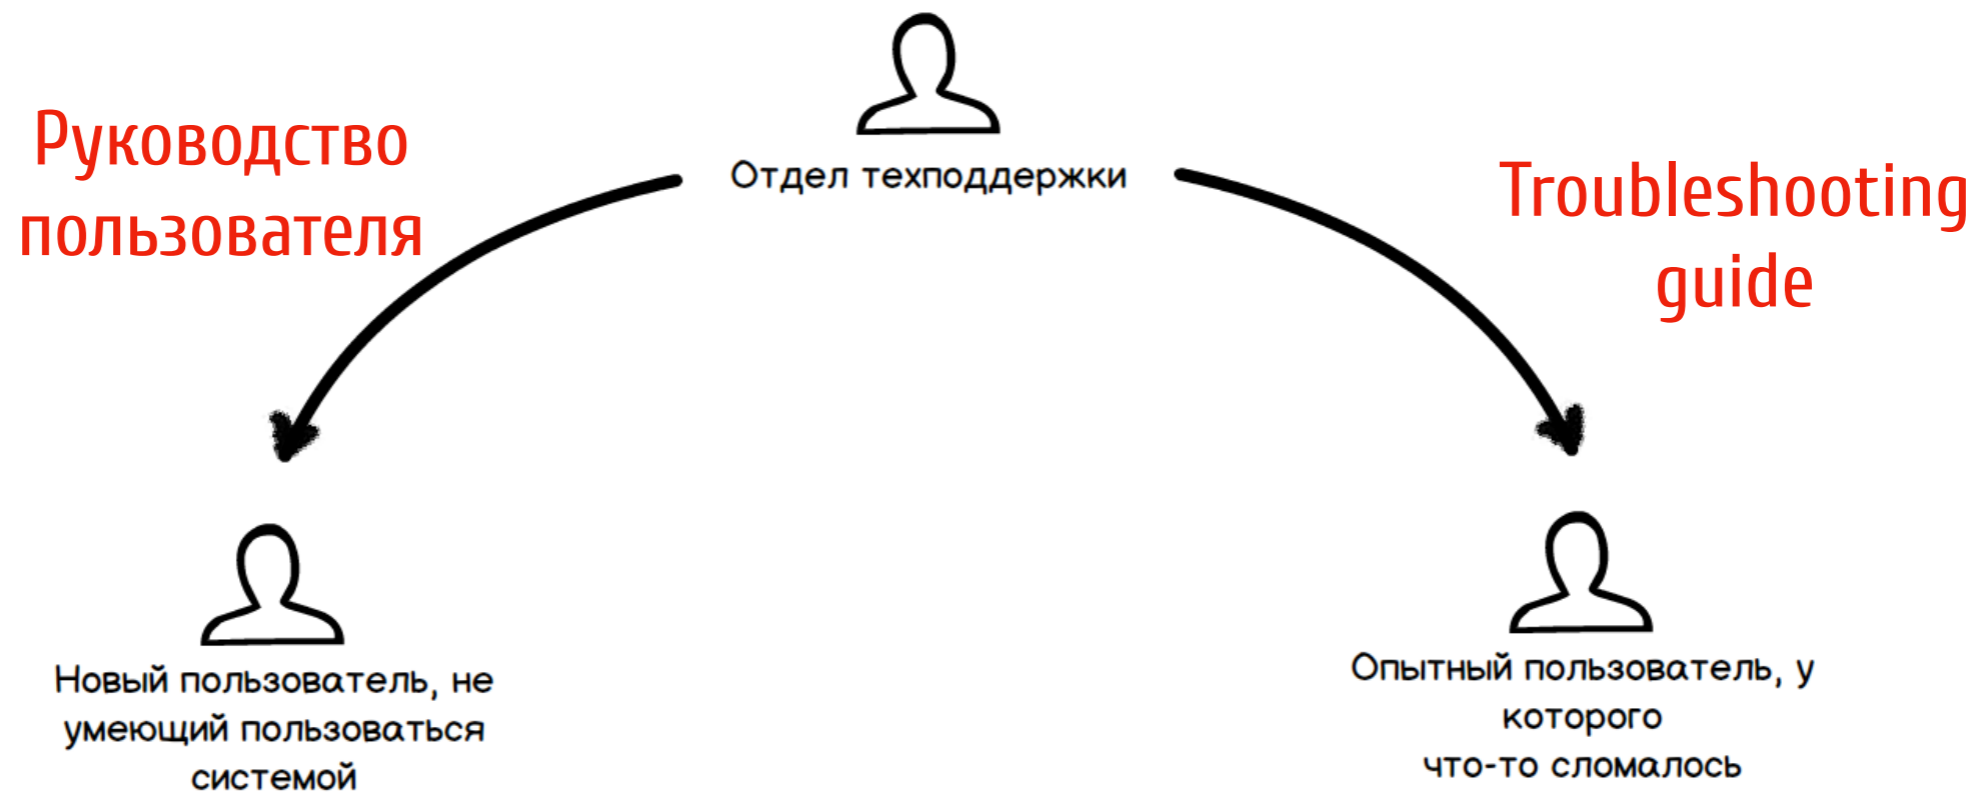 Отдел техподдержки
Руководство
пользователя
Troubleshooting
guide
Новый пользователь, не
умеющий пользоваться
системой
Опытный пользователь, у
которого
что-то сломалось